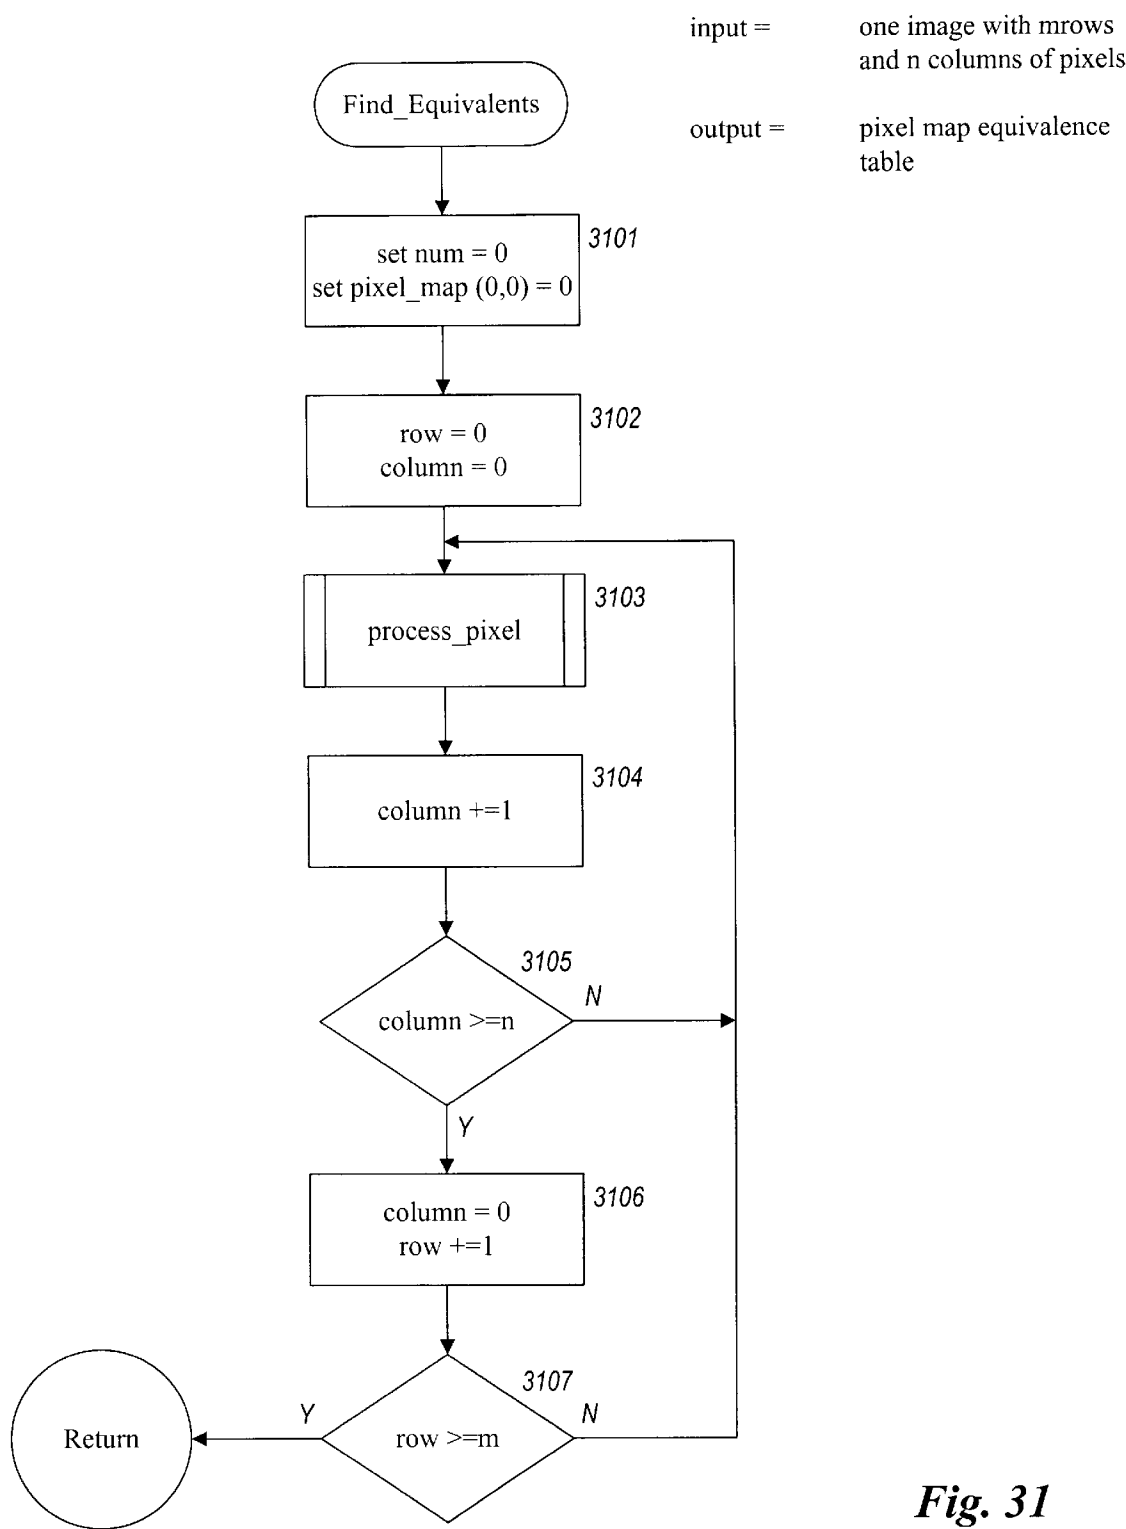 input = one image with mrows
and n columns of pixels
Find_Equivalents
output = pixel map equivalence
table
3101
set num = 0
set pixel_map (0,0) = 0
3102
row = 0
column = 0
3103
process_pixel
3104
column +=1
3105
N
column >=n
Y
3106
column = 0
row +=1
3107
Y
N
Return
row >=m
Fig. 31